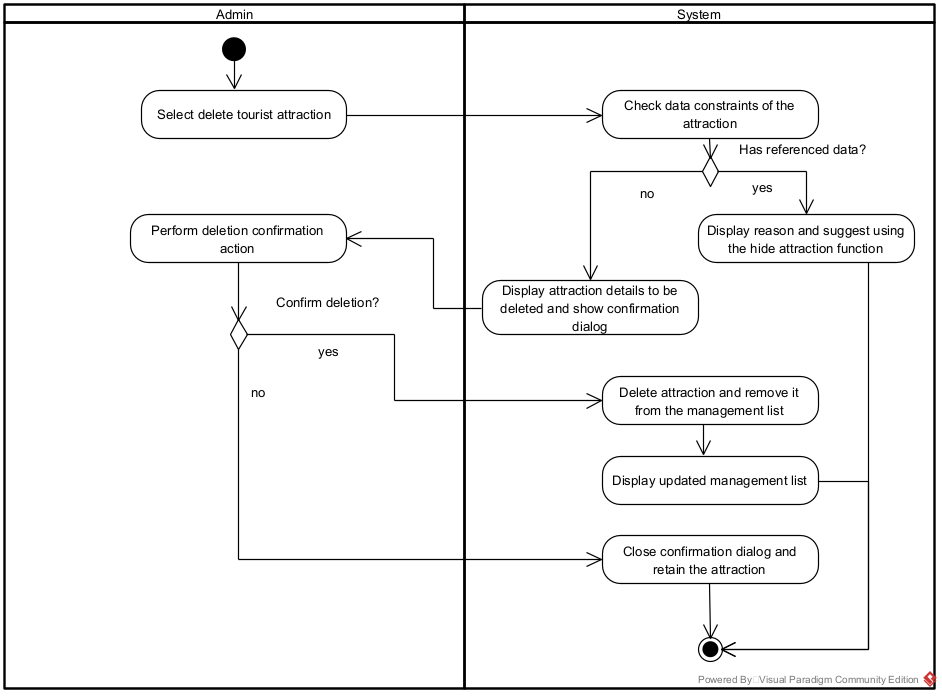 Admin
System
Select delete tourist attraction
Check data constraints of the
attraction
Has referenced data?
no
yes
Perform deletion confirmation
action
Display reason and suggest using
the hide attraction function
Confirm deletion?
Display attraction details to be
deleted and show confirmation
dialog
yes
no
Delete attraction and remove it
from the management list
Display updated management list
Close confirmation dialog and
retain the attraction
Powered By Visual Paradigm Community Edition